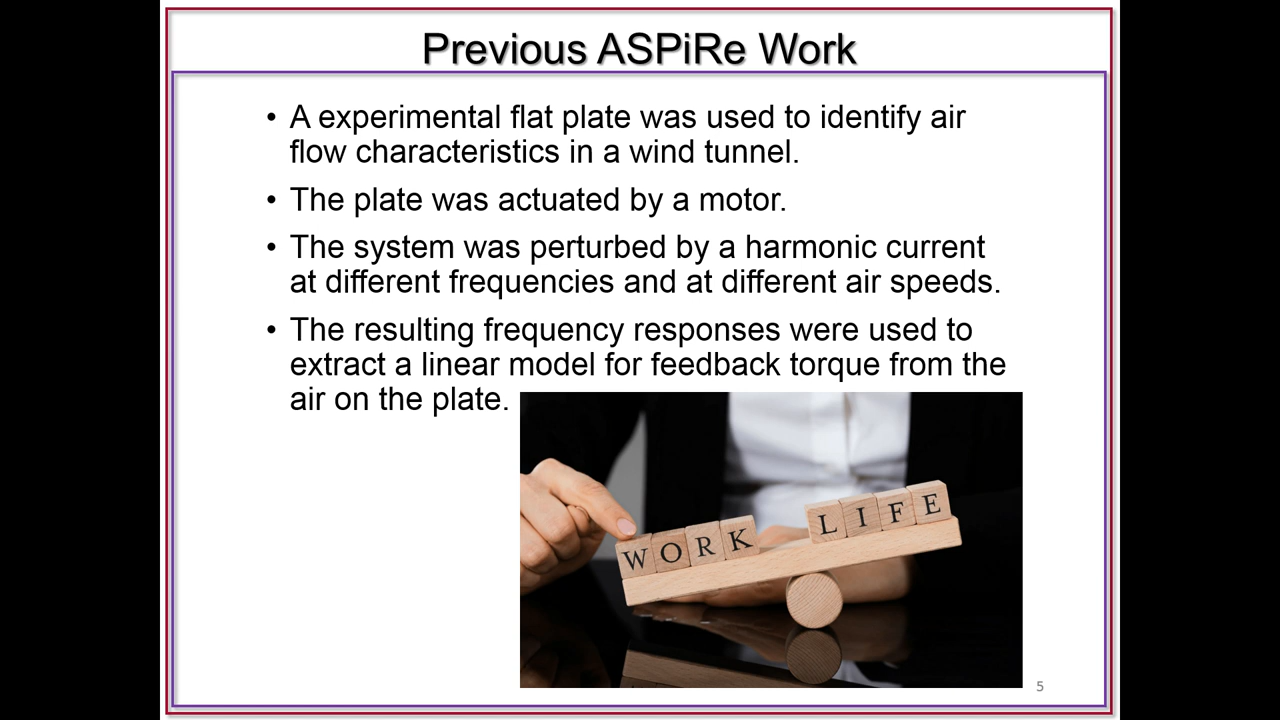 Previous ASPiRe Work
• A experimental flat plate was used to identify air
flow characteristics in a wind tunnel.
• The plate was actuated by a motor.
• The system was perturbed by a harmonic current
at different frequencies and at different air speeds.
• The resulting frequency responses were used to
extract a linear model for feedback torque from the
air on the plate.
WORK LIFE
5